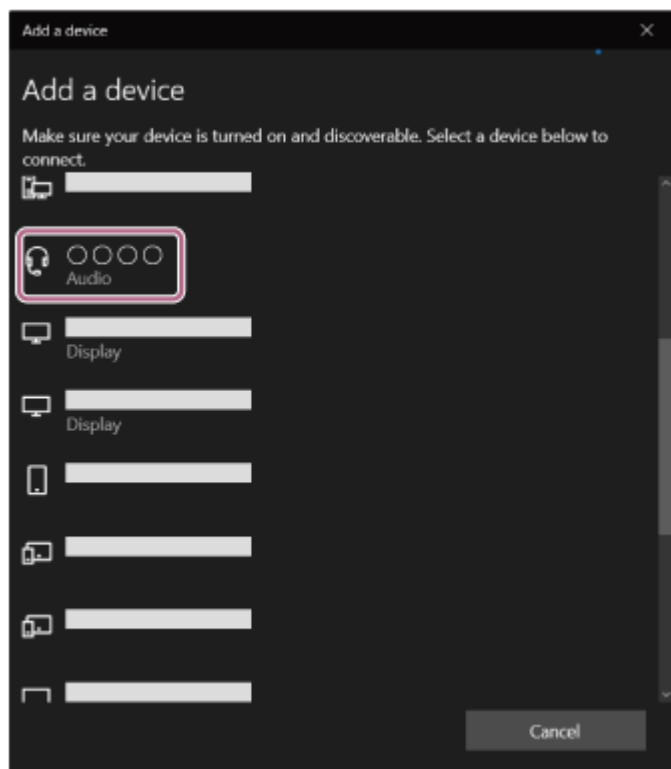 Add a device
Add a device
Make sure your device is turned on and discoverable. Select a device below to
connect.
○○○○
Audio
Display
Display
Cancel